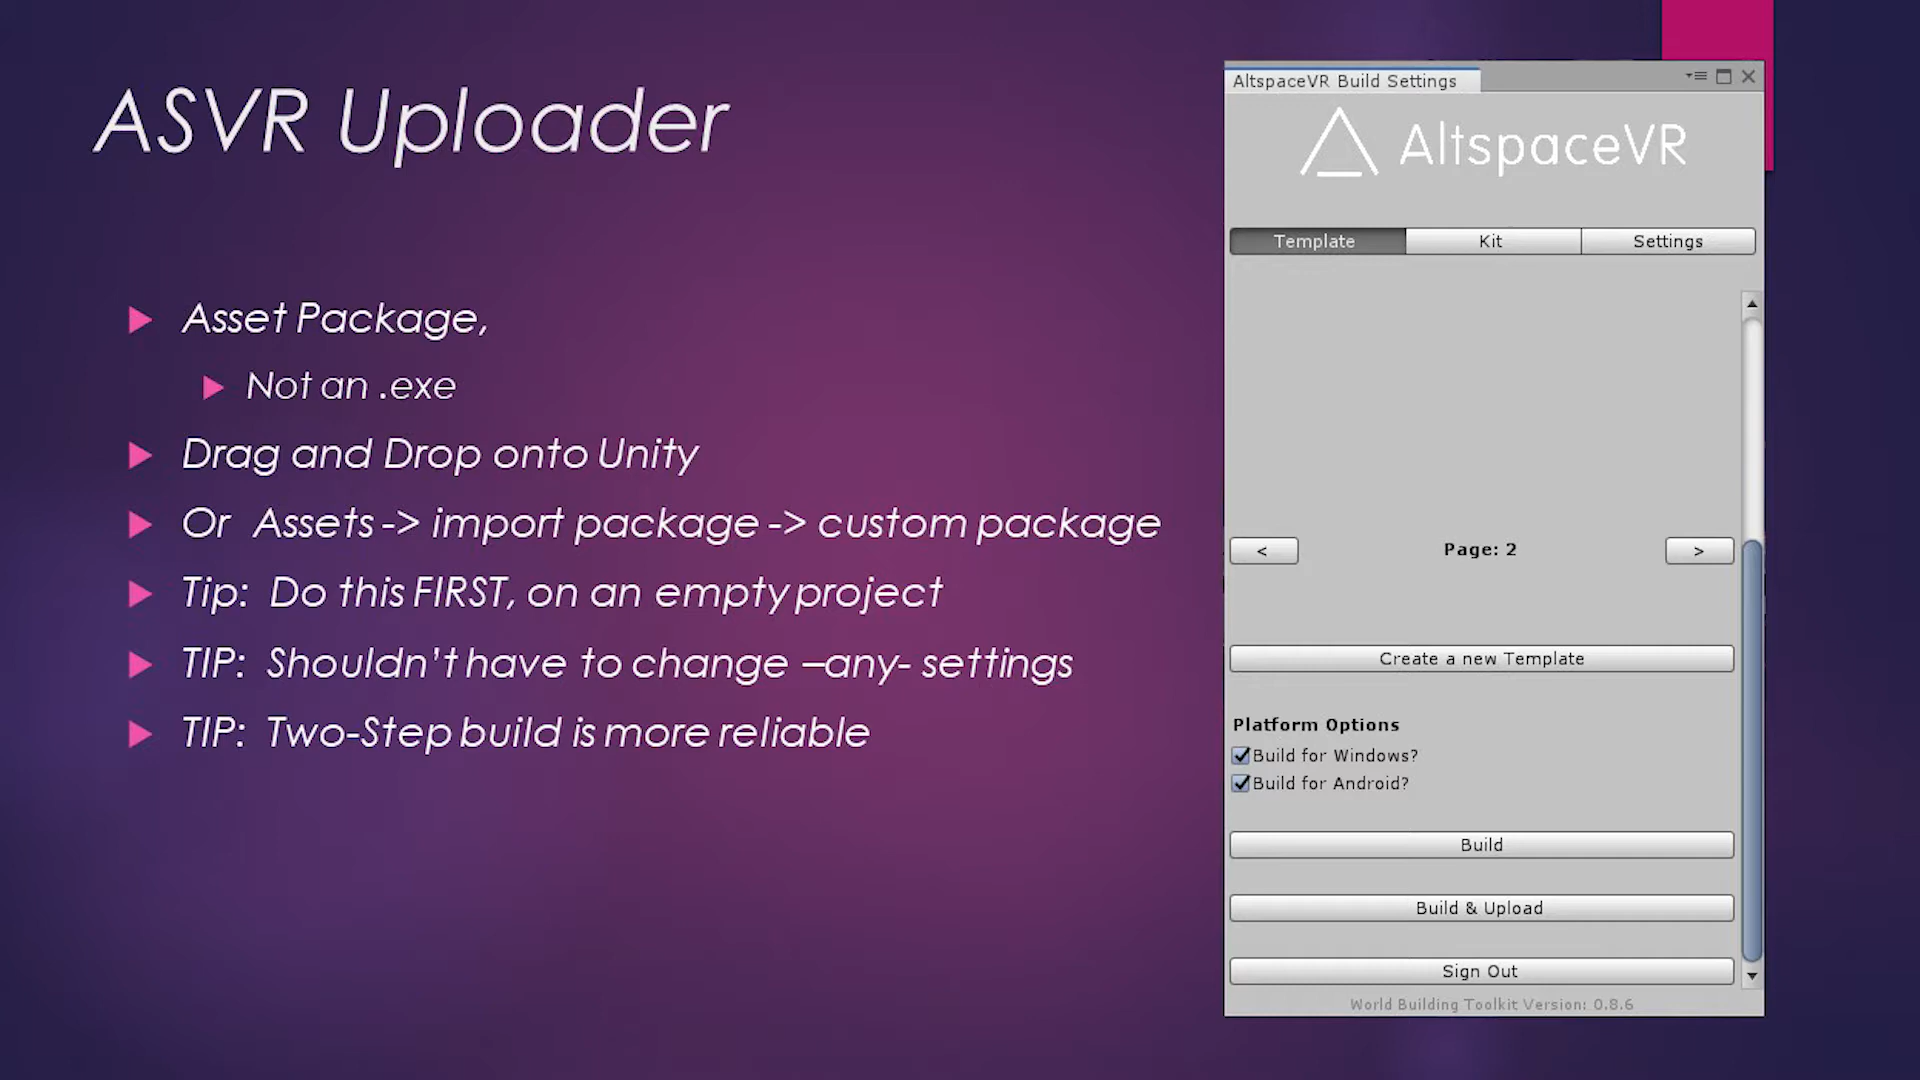 ASVR Uploader
Asset Package,
Not an .exe
Drag and Drop onto Unity
Or Assets -> import package -> custom package
Tip: Do this FIRST, on an empty project
TIP: Shouldn't have to change –any- settings
TIP: Two-Step build is more reliable
AltspaceVR Build Settings
AltspaceVR
Template Kit Settings
< Page: 2 >
Create a new Template
Platform Options
Build for Windows?
Build for Android?
Build
Build & Upload
Sign Out
World Building Toolkit Version: 0.8.6